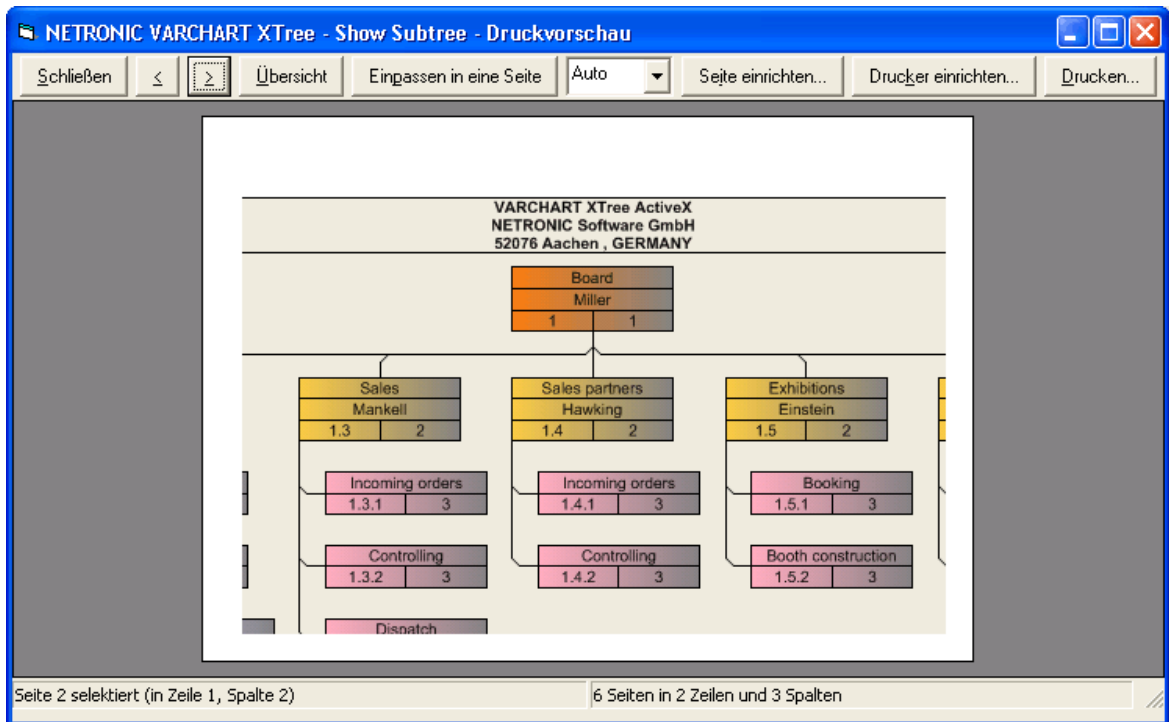 NETRONIC VARCHART XTree - Show Subtree - Druckvorschau
Schließen < > Übersicht Einpassen in eine Seite Auto Seite einrichten... Drucker einrichten... Drucken...
VARCHART XTree ActiveX
NETRONIC Software GmbH
52076 Aachen , GERMANY
Board
Miller
1 1
Sales Sales partners Exhibitions
Mankell Hawking Einstein
1.3 2 1.4 2 1.5 2
Incoming orders Incoming orders Booking
1.3.1 3 1.4.1 3 1.5.1 3
Controlling Controlling Booth construction
1.3.2 3 1.4.2 3 1.5.2 3
Dispatch
Seite 2 selektiert (in Zeile 1, Spalte 2) 6 Seiten in 2 Zeilen und 3 Spalten